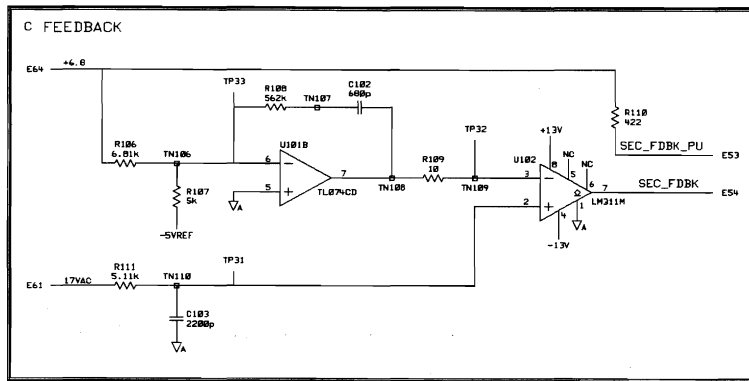 C FEEDBACK
E64 +6.8
TP33
R108
562k
TN107
C102
680p
R110
422
SEC_FDBK_PU
E53
R106
6.81k
TN106
U101B
6
5
7
TL074CD
A
R107
5k
-5VREF
TN108
R109
10
TP32
TN109
+13V
U102
NC
NC
8
5
6
3
2
7
4
1
LM311M
A
-13V
SEC_FDBK
E54
E61 17VAC
R111
5.11k
TN110
TP31
C103
2200p
A